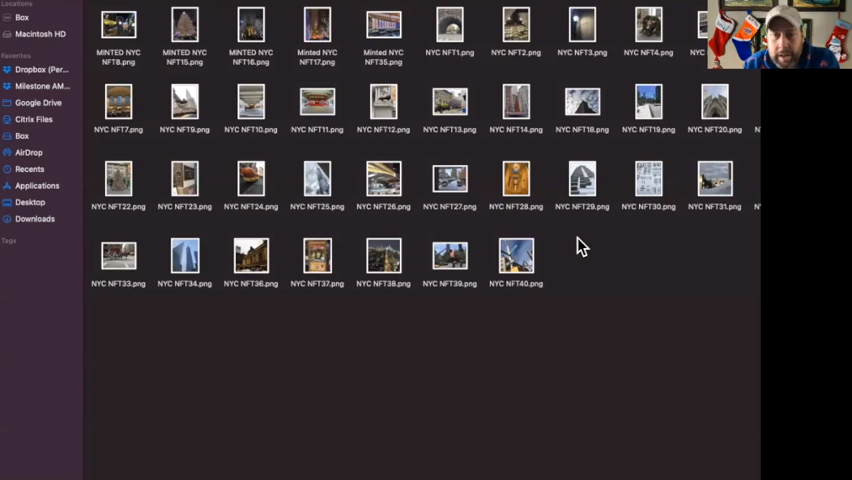 Locations
Box
Macintosh HD
Favorites
Dropbox (Per...
Milestone AM...
Google Drive
Citrix Files
Box
AirDrop
Recents
Applications
Desktop
Downloads
Tags
MINTED NYC NFT8.png
MINTED NYC NFT15.png
MINTED NYC NFT16.png
Minted NYC NFT17.png
Minted NYC NFT35.png
NYC NFT1.png
NYC NFT2.png
NYC NFT3.png
NYC NFT4.png
NYC NFT7.png
NYC NFT9.png
NYC NFT10.png
NYC NFT11.png
NYC NFT12.png
NYC NFT13.png
NYC NFT14.png
NYC NFT18.png
NYC NFT19.png
NYC NFT20.png
NYC NFT22.png
NYC NFT23.png
NYC NFT24.png
NYC NFT25.png
NYC NFT26.png
NYC NFT27.png
NYC NFT28.png
NYC NFT29.png
NYC NFT30.png
NYC NFT31.png
NYC NFT33.png
NYC NFT34.png
NYC NFT36.png
NYC NFT37.png
NYC NFT38.png
NYC NFT39.png
NYC NFT40.png